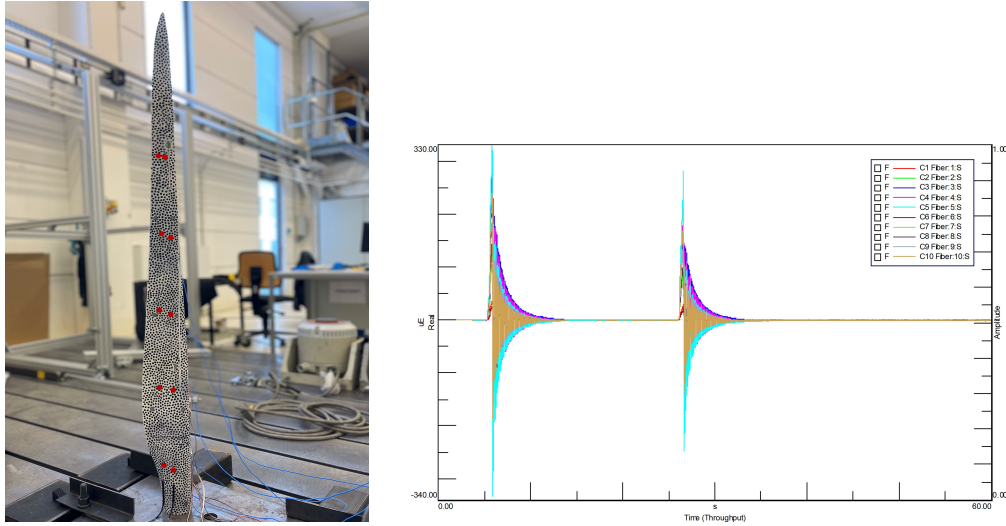 330.00
uE
Real
-340.00
0.00
s
60.00
Time (Throughput)
1.00
Amplitude
0.00
F C1 Fiber:1:S
F C2 Fiber:2:S
F C3 Fiber:3:S
F C4 Fiber:4:S
F C5 Fiber:5:S
F C6 Fiber:6:S
F C7 Fiber:7:S
F C8 Fiber:8:S
F C9 Fiber:9:S
F C10 Fiber:10:S